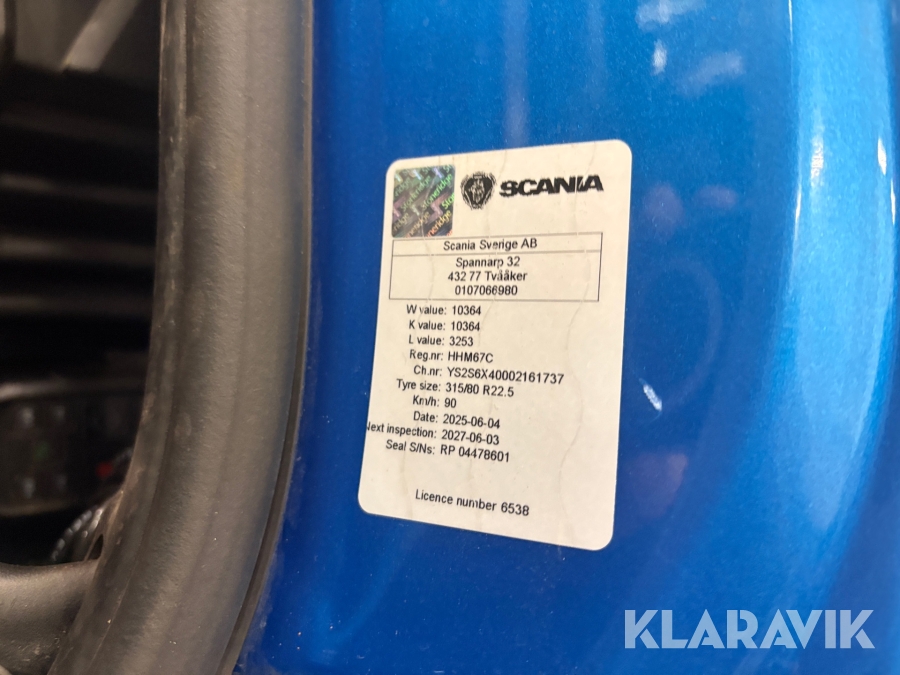 SCANIA
Scania Sverige AB
Spannarp 32
432 77 Tvååker
0107066980
W value: 10364
K value: 10364
L value: 3253
Reg.nr: HHM67C
Ch.nr: YS2S6X40002161737
Tyre size: 315/80 R22.5
Km/h: 90
Date: 2025-06-04
Next inspection: 2027-06-03
Seal S/Ns: RP 04478601
Licence number 6538
KLARAVIK